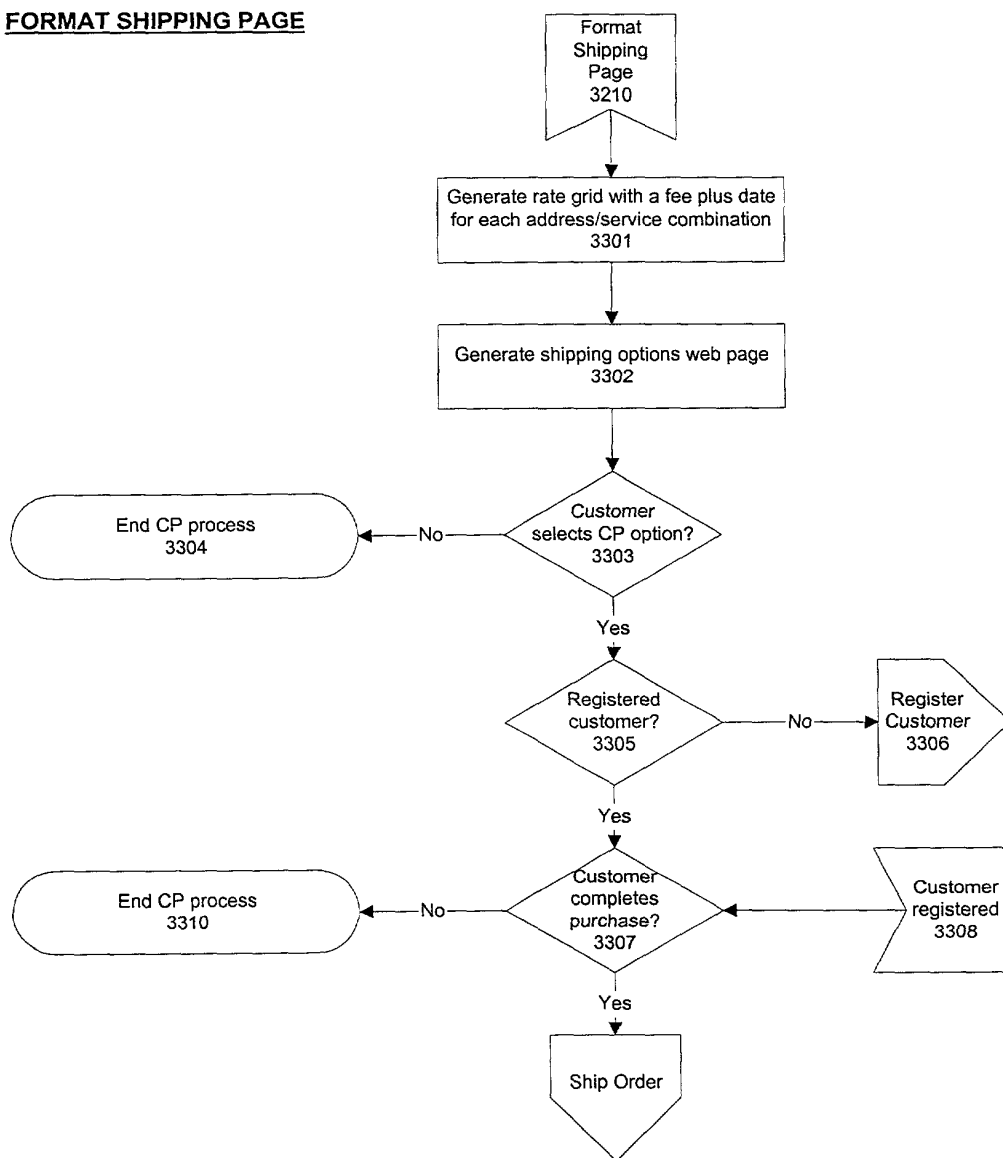 FORMAT SHIPPING PAGE
Format
Shipping
Page
3210
Generate rate grid with a fee plus date
for each address/service combination
3301
Generate shipping options web page
3302
Customer
selects CP option?
3303
No
End CP process
3304
Yes
Registered
customer?
3305
No
Register
Customer
3306
Yes
Customer
completes
purchase?
3307
No
End CP process
3310
Customer
registered
3308
Yes
Ship Order